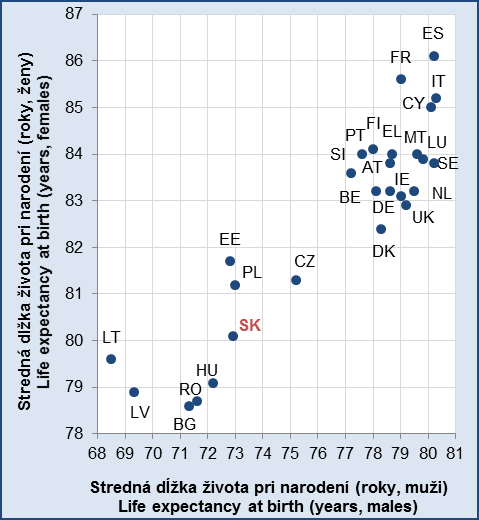 Stredná dĺžka života pri narodení (roky, ženy)
Life expectancy at birth (years, females)
87
86
85
84
83
82
81
80
79
78
ES
FR
IT
CY
FI
PT
EL
MT
LU
SI
AT
SE
IE
BE
DE
NL
UK
DK
EE
CZ
PL
SK
LT
HU
RO
LV
BG
68 69 70 71 72 73 74 75 76 77 78 79 80 81
Stredná dĺžka života pri narodení (roky, muži)
Life expectancy at birth (years, males)